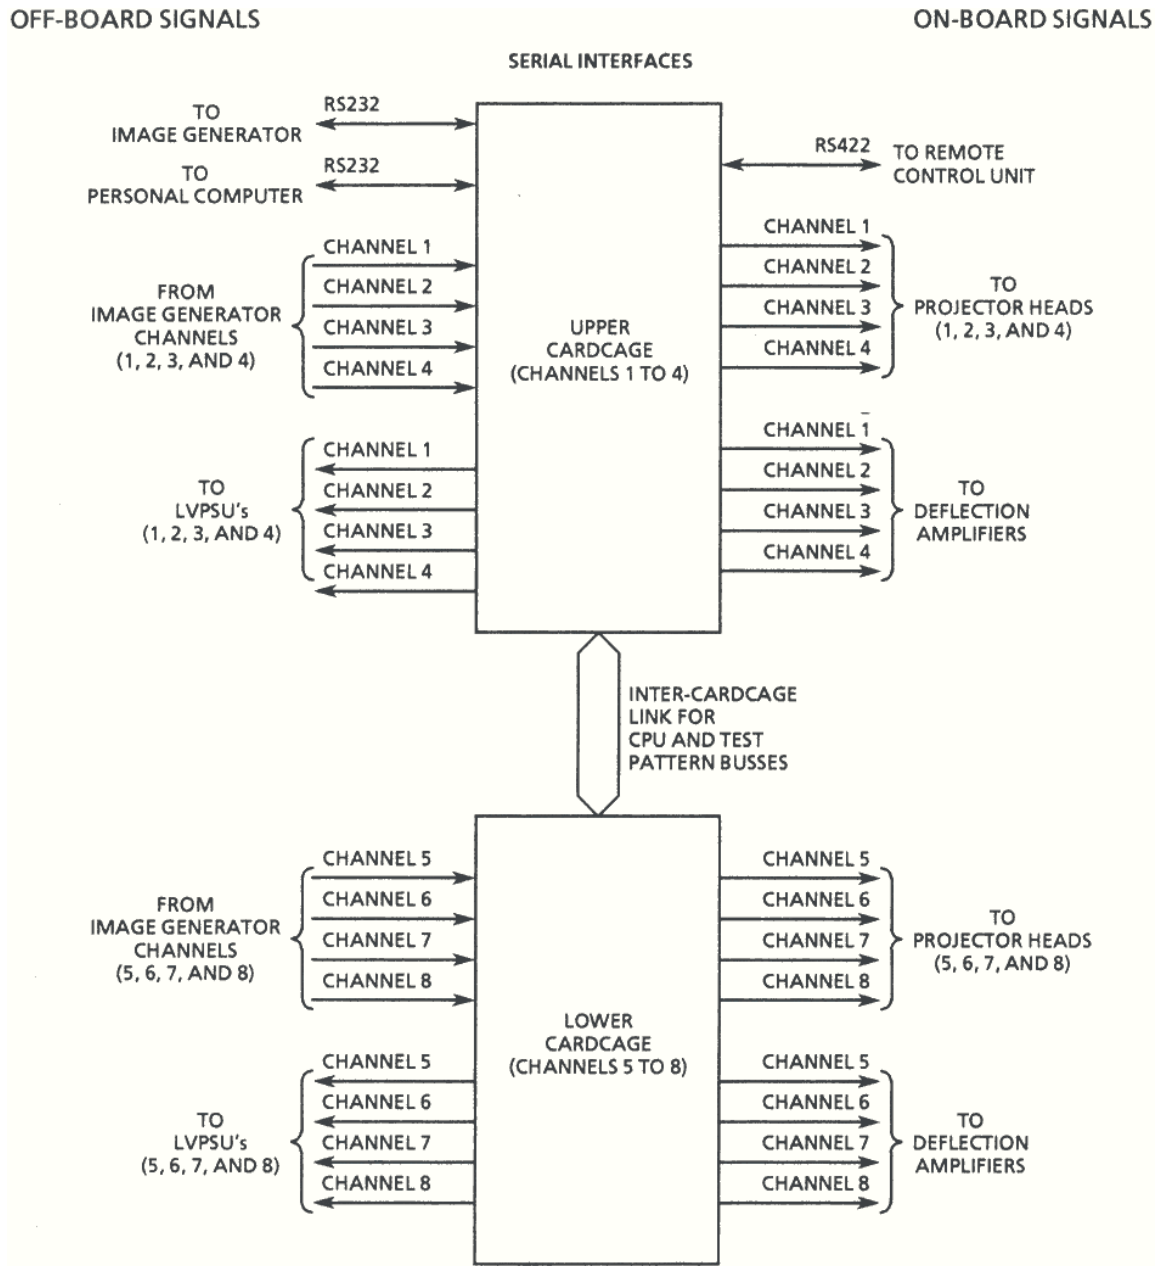 OFF-BOARD SIGNALS
ON-BOARD SIGNALS
SERIAL INTERFACES
TO
IMAGE GENERATOR
RS232
TO
PERSONAL COMPUTER
RS232
RS422
TO REMOTE
CONTROL UNIT
FROM
IMAGE GENERATOR
CHANNELS
(1, 2, 3, AND 4)
CHANNEL 1
CHANNEL 2
CHANNEL 3
CHANNEL 4
TO
LVPSU's
(1, 2, 3, AND 4)
CHANNEL 1
CHANNEL 2
CHANNEL 3
CHANNEL 4
UPPER
CARDCAGE
(CHANNELS 1 TO 4)
CHANNEL 1
CHANNEL 2
CHANNEL 3
CHANNEL 4
TO
PROJECTOR HEADS
(1, 2, 3, AND 4)
CHANNEL 1
CHANNEL 2
CHANNEL 3
CHANNEL 4
TO
DEFLECTION
AMPLIFIERS
INTER-CARDCAGE
LINK FOR
CPU AND TEST
PATTERN BUSSES
FROM
IMAGE GENERATOR
CHANNELS
(5, 6, 7, AND 8)
CHANNEL 5
CHANNEL 6
CHANNEL 7
CHANNEL 8
TO
LVPSU's
(5, 6, 7, AND 8)
CHANNEL 5
CHANNEL 6
CHANNEL 7
CHANNEL 8
LOWER
CARDCAGE
(CHANNELS 5 TO 8)
CHANNEL 5
CHANNEL 6
CHANNEL 7
CHANNEL 8
TO
PROJECTOR HEADS
(5, 6, 7, AND 8)
CHANNEL 5
CHANNEL 6
CHANNEL 7
CHANNEL 8
TO
DEFLECTION
AMPLIFIERS